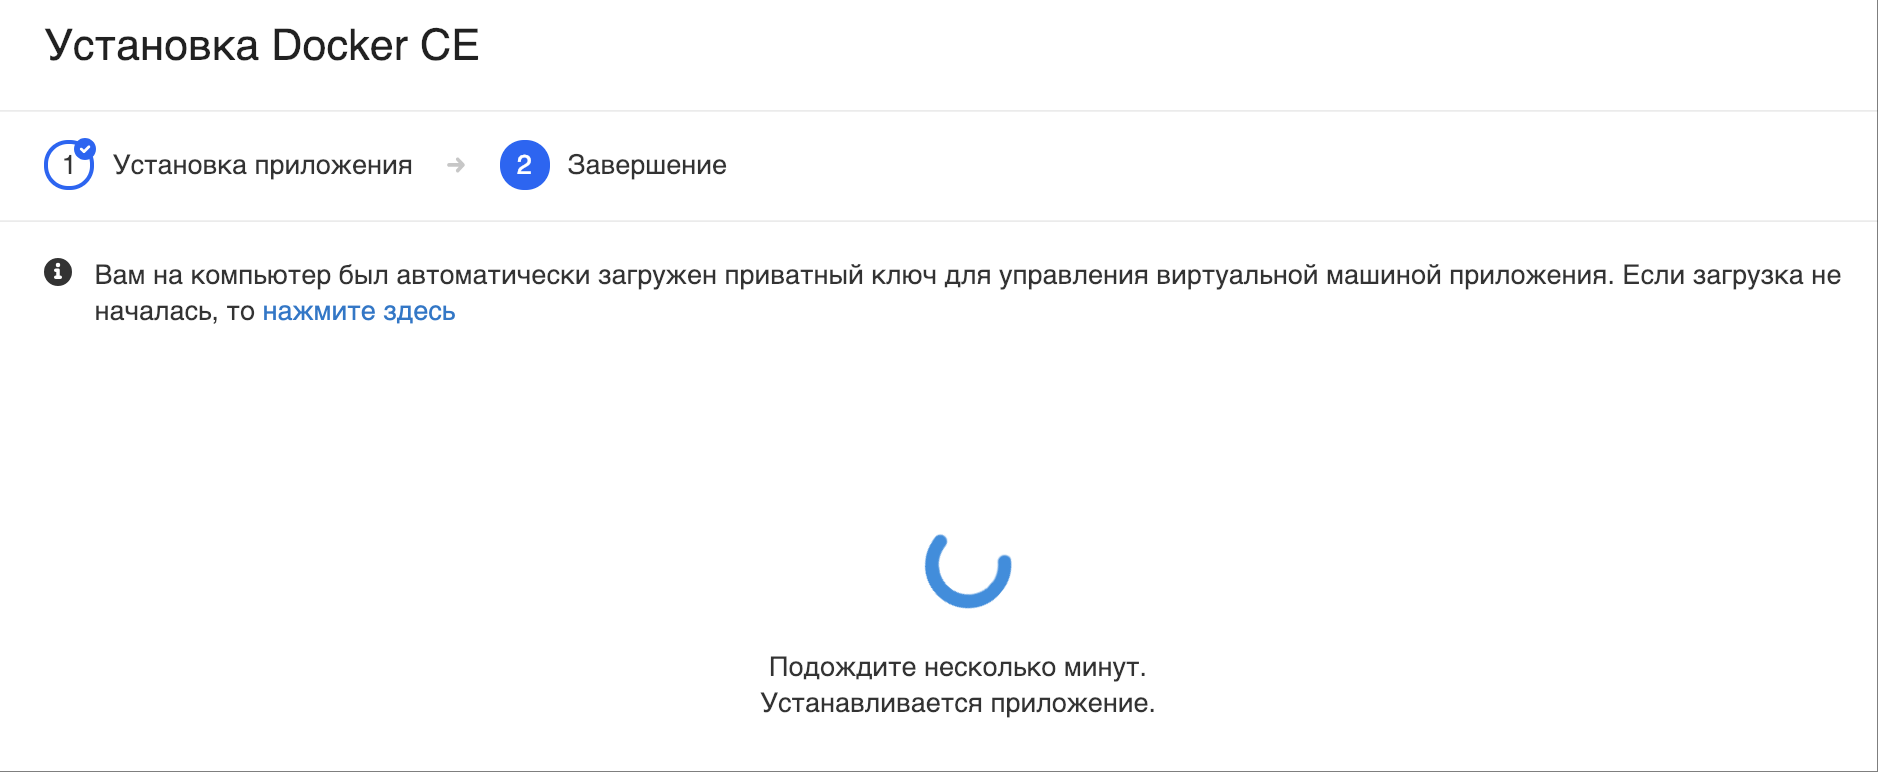 Установка Docker CE
1 Установка приложения → 2 Завершение
Вам на компьютер был автоматически загружен приватный ключ для управления виртуальной машиной приложения. Если загрузка не
началась, то нажмите здесь
Подождите несколько минут.
Устанавливается приложение.